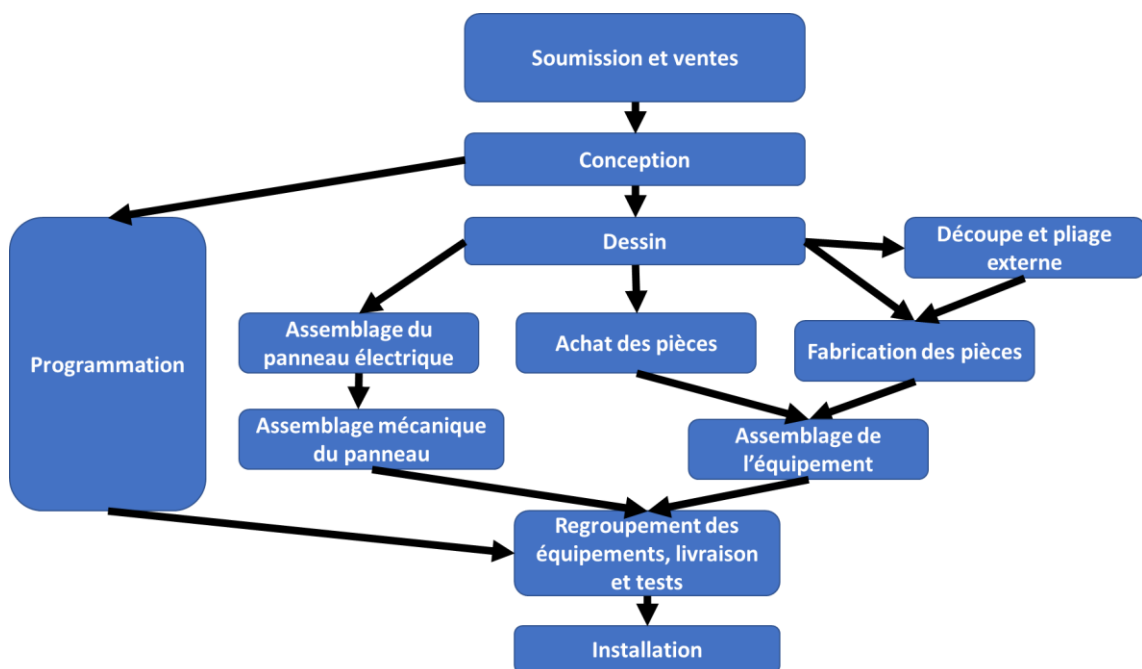 Soumission et ventes
Conception
Dessin
Découpe et pliage
externe
Programmation
Assemblage du
panneau électrique
Achat des pièces
Fabrication des pièces
Assemblage mécanique
du panneau
Assemblage de
l’équipement
Regroupement des
équipements, livraison
et tests
Installation